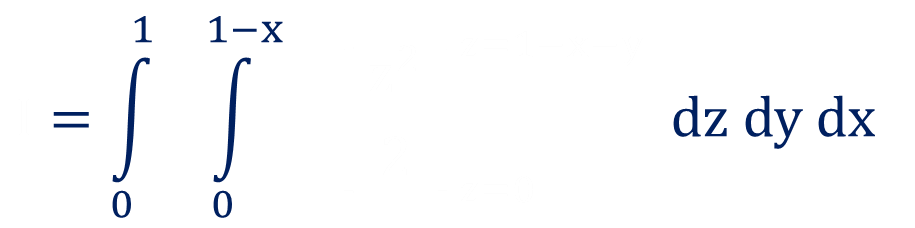 1 1−x
= ∫ ∫ dz dy dx
0 0